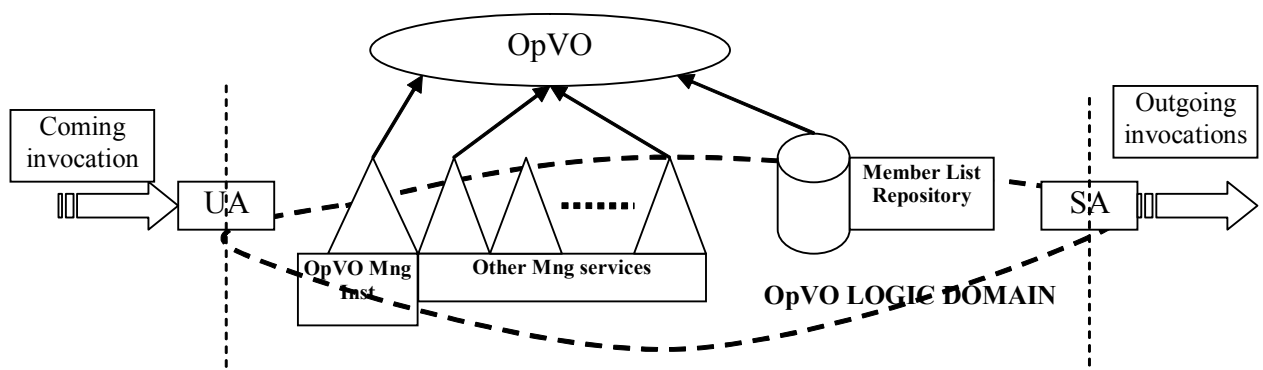 OpVO
Coming
invocation
Outgoing
invocations
UA
Member List
Repository
SA
OpVO Mng
Inst
Other Mng services
OpVO LOGIC DOMAIN